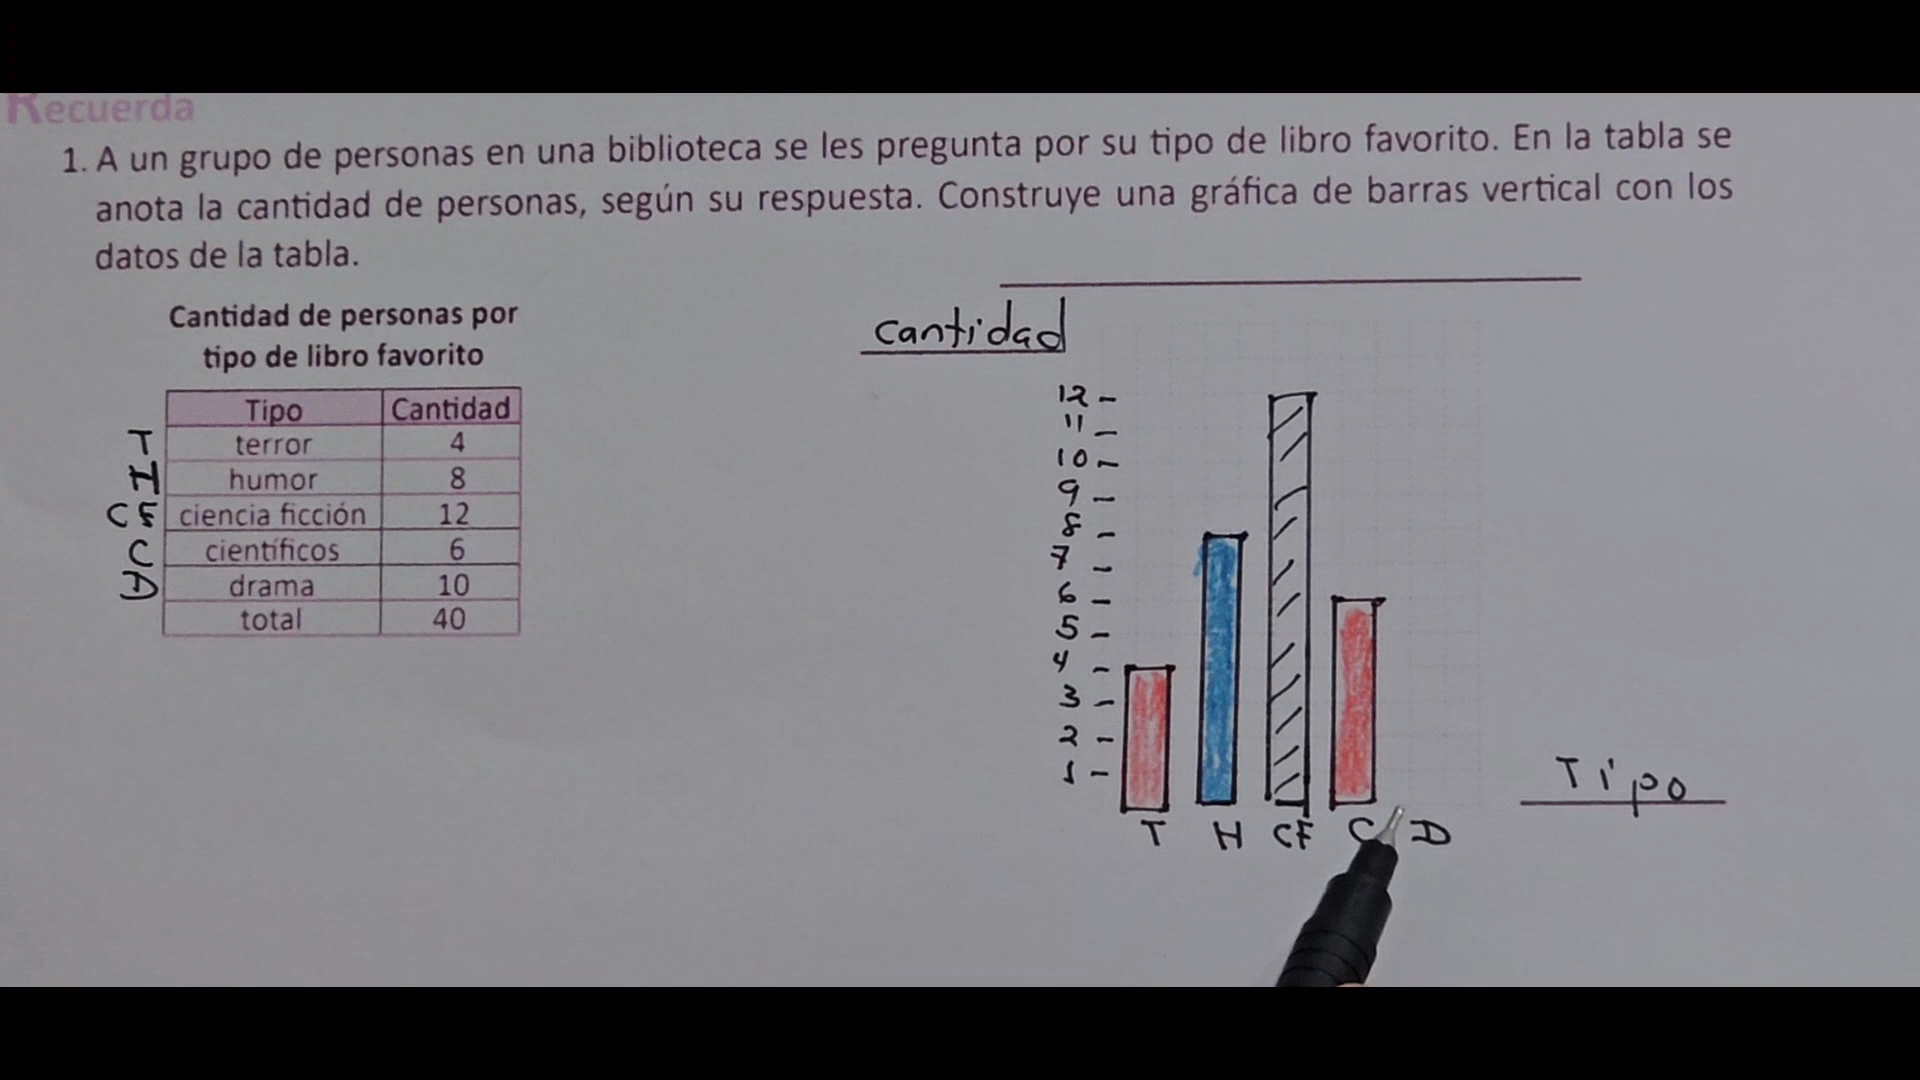 Recuerda
1. A un grupo de personas en una biblioteca se les pregunta por su tipo de libro favorito. En la tabla se
anota la cantidad de personas, según su respuesta. Construye una gráfica de barras vertical con los
datos de la tabla.
Cantidad de personas por
tipo de libro favorito
Tipo Cantidad
T terror 4
H humor 8
CF ciencia ficción 12
C científicos 6
D drama 10
total 40
cantidad
12
11
10
9
8
7
6
5
4
3
2
1
T H CF C D
Tipo